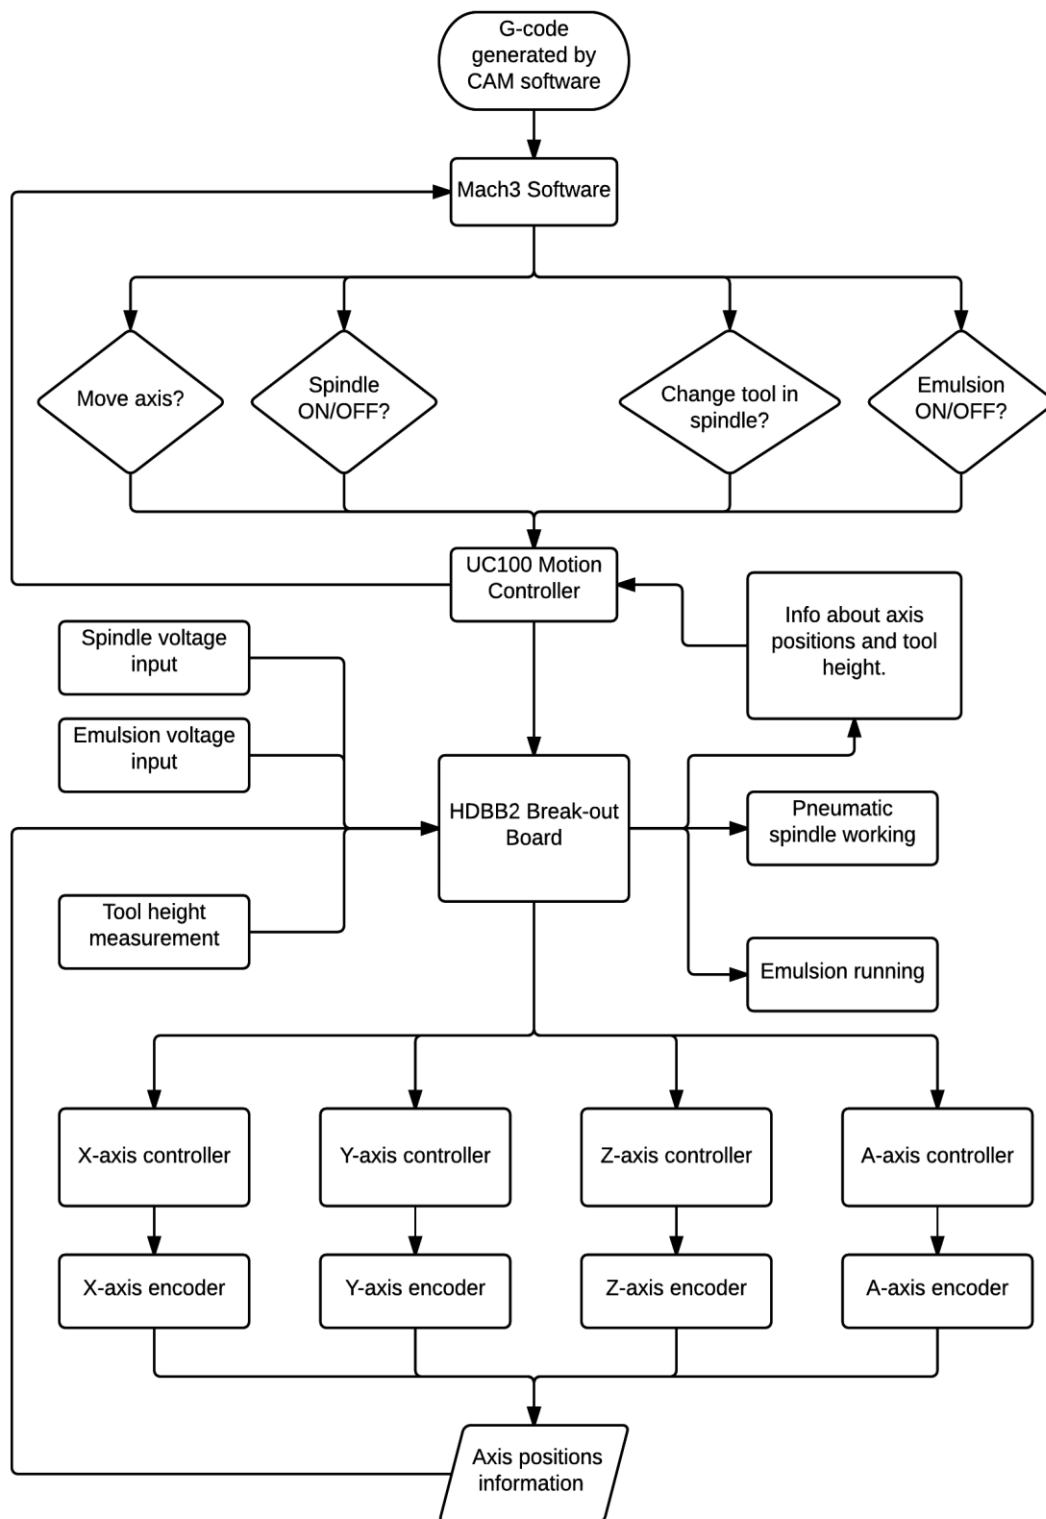 G-code
generated by
CAM software
Mach3 Software
Move axis?
Spindle
ON/OFF?
Change tool in
spindle?
Emulsion
ON/OFF?
UC100 Motion
Controller
Info about axis
positions and tool
height.
Spindle voltage
input
Emulsion voltage
input
HDBB2 Break-out
Board
Pneumatic
spindle working
Tool height
measurement
Emulsion running
X-axis controller
Y-axis controller
Z-axis controller
A-axis controller
X-axis encoder
Y-axis encoder
Z-axis encoder
A-axis encoder
Axis positions
information